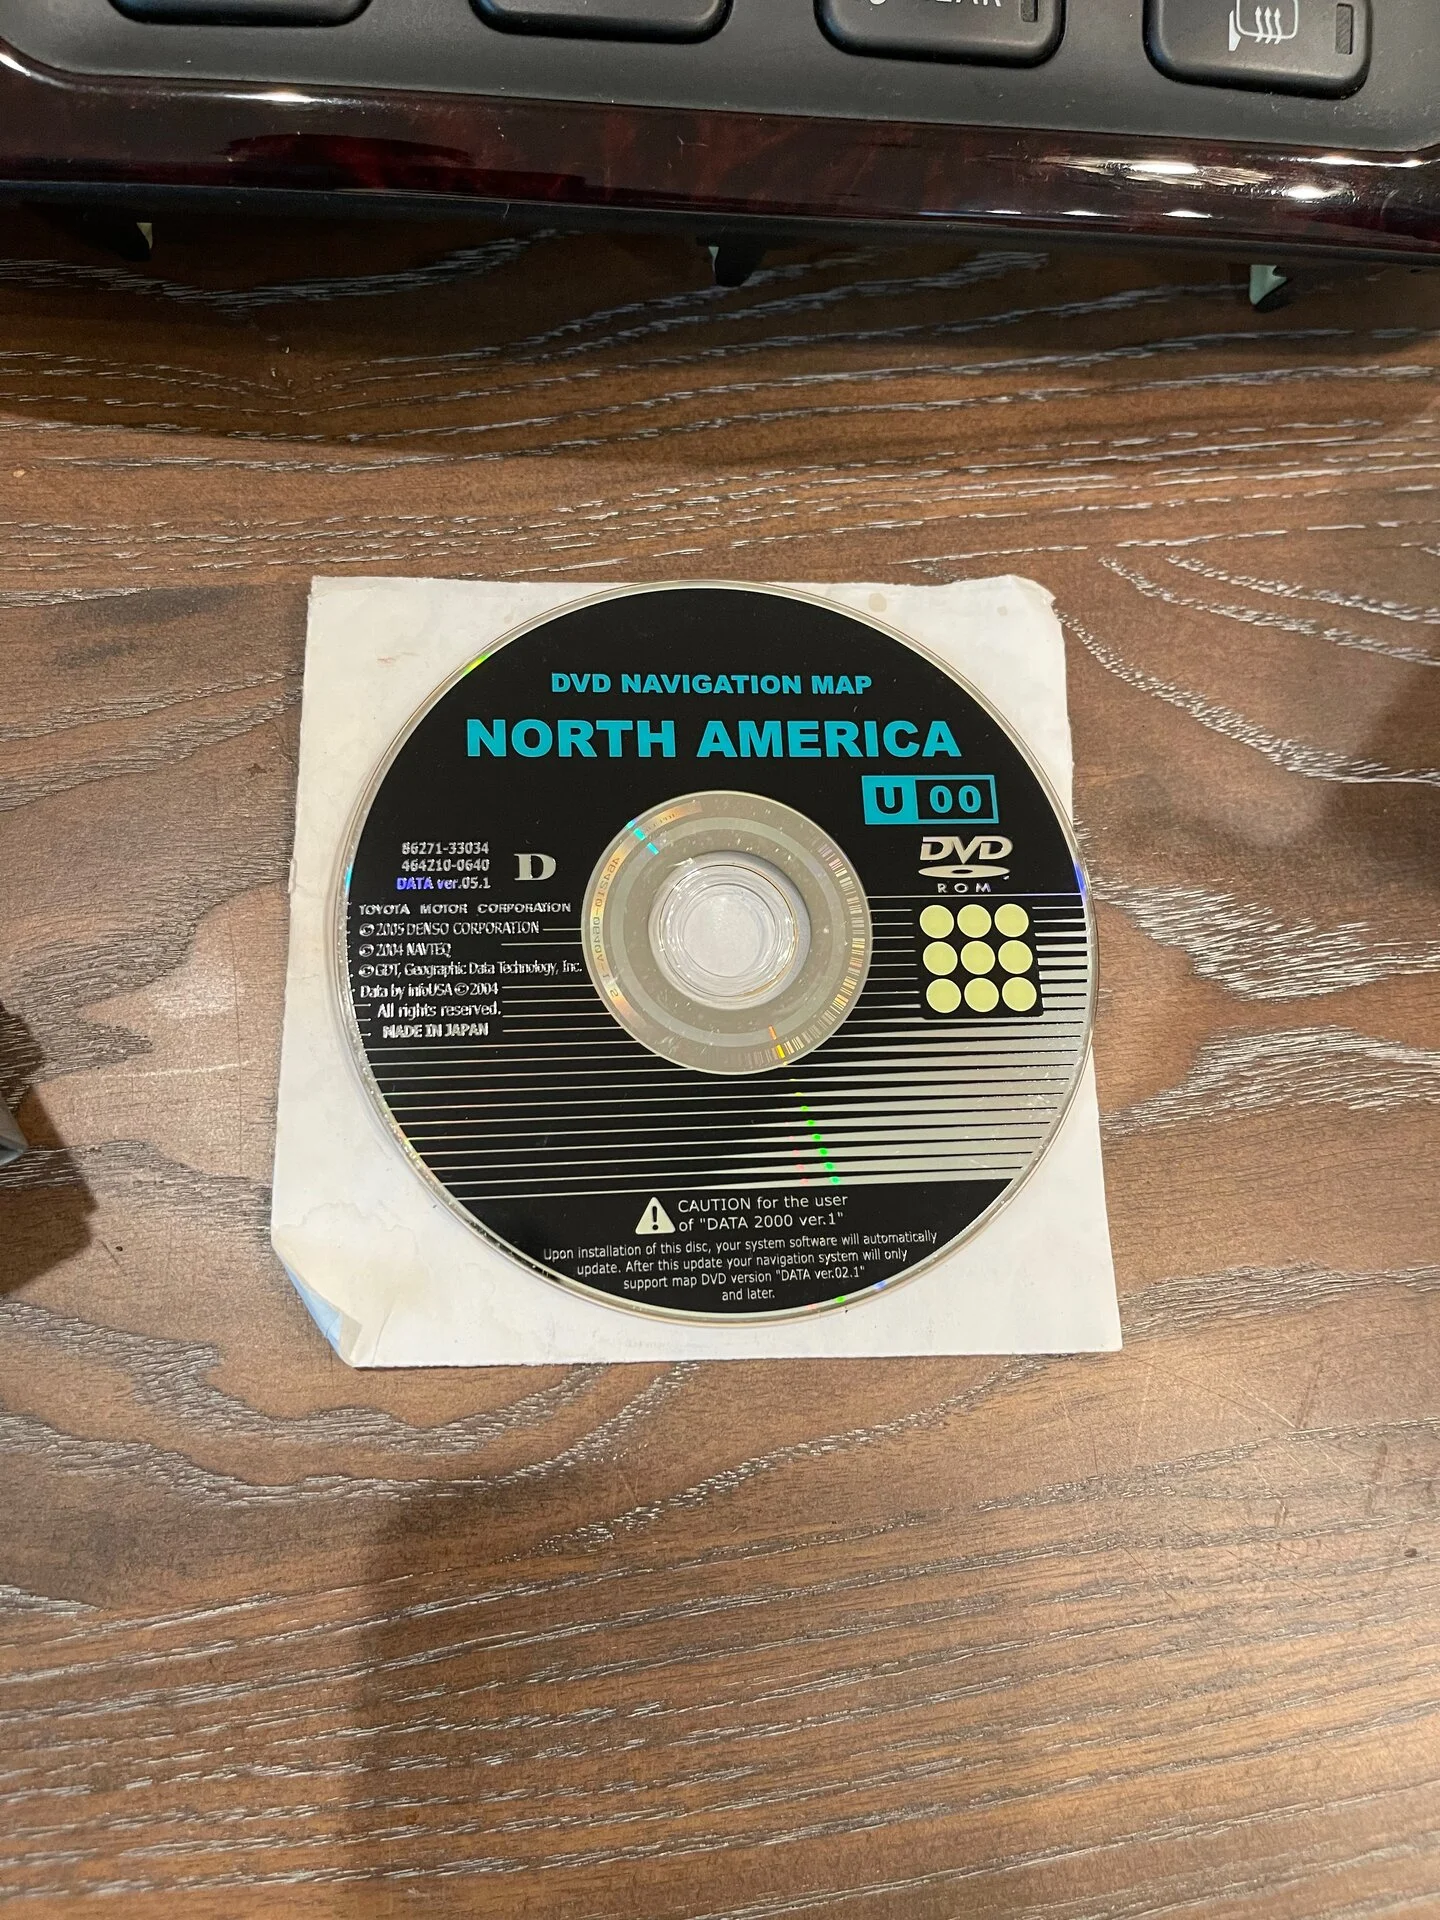 DVD NAVIGATION MAP
NORTH AMERICA
U 00
86271-33034
464210-0640
DATA ver.05.1
D
DVD
ROM
TOYOTA MOTOR CORPORATION
© 2005 DENSO CORPORATION
© 2004 NAVTEQ
© GDT, Geographic Data Technology, Inc.
Data by infoUSA © 2004
All rights reserved.
MADE IN JAPAN
CAUTION for the user
of "DATA 2000 ver.1"
Upon installation of this disc, your system software will automatically
update. After this update your navigation system will only
support map DVD version "DATA ver.02.1"
and later.